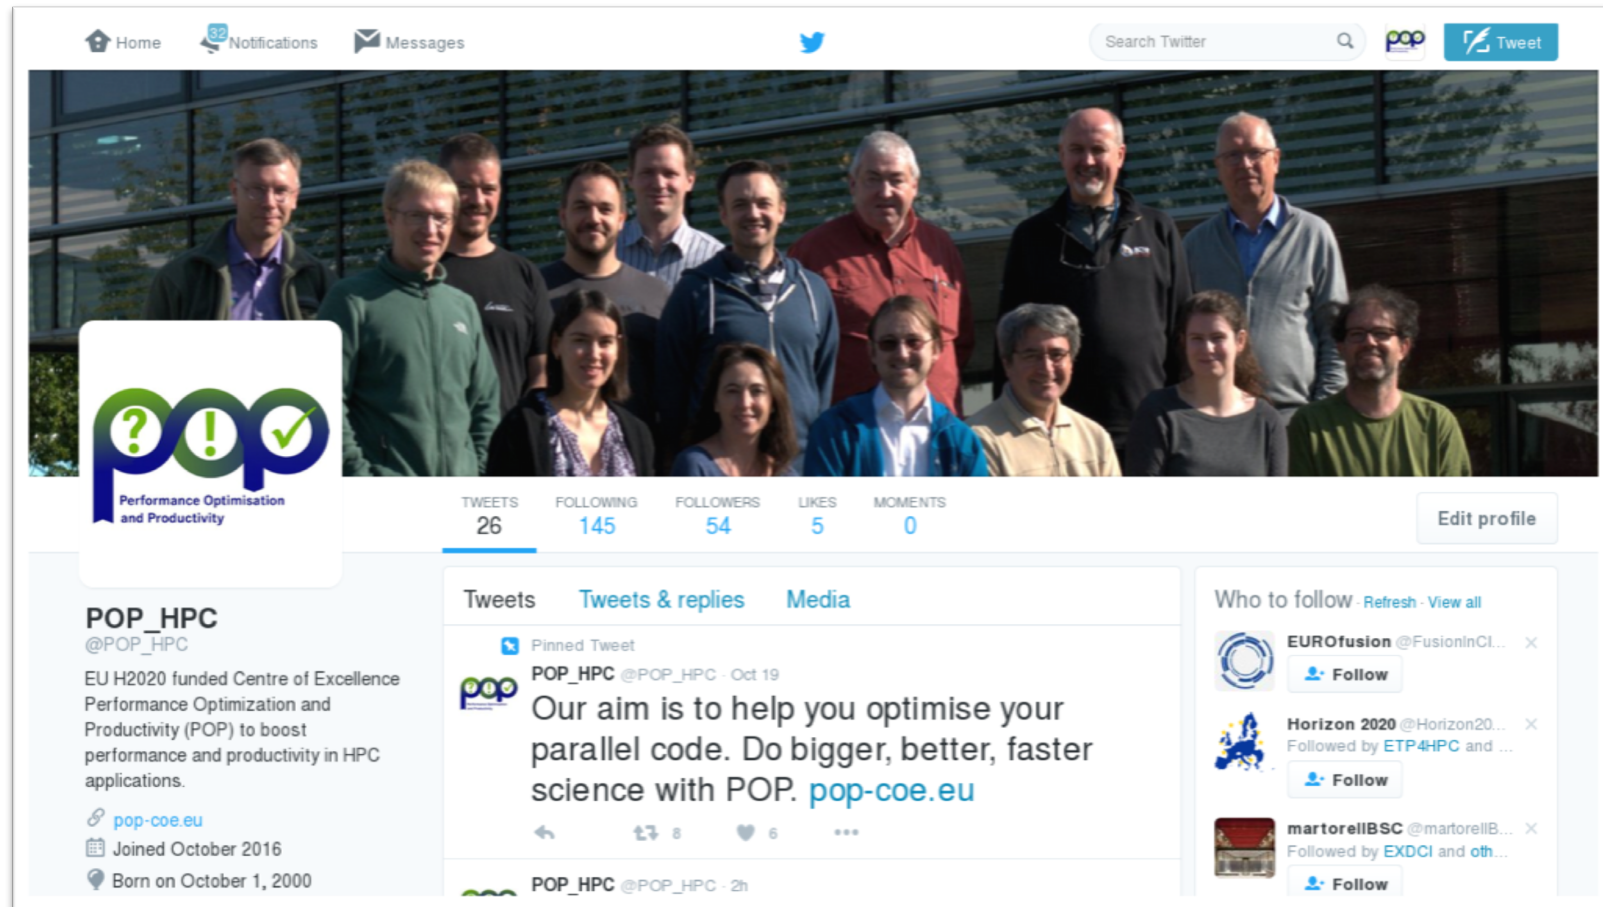 Home
32
Notifications
Messages
Search Twitter
pop
Tweet
pop
? ! ✓
Performance Optimisation
and Productivity
TWEETS
26
FOLLOWING
145
FOLLOWERS
54
LIKES
5
MOMENTS
0
Edit profile
POP_HPC
@POP_HPC
EU H2020 funded Centre of Excellence
Performance Optimization and
Productivity (POP) to boost
performance and productivity in HPC
applications.
pop-coe.eu
Joined October 2016
Born on October 1, 2000
Tweets Tweets & replies Media
Pinned Tweet
pop
POP_HPC @POP_HPC · Oct 19
Our aim is to help you optimise your
parallel code. Do bigger, better, faster
science with POP. pop-coe.eu
8 6 •••
POP_HPC @POP_HPC · 2h
Who to follow · Refresh · View all
EUROfusion @FusionInCl...
Follow
Horizon 2020 @Horizon20...
Followed by ETP4HPC and ...
Follow
martorellBSC @martorellB...
Followed by EXDCI and oth...
Follow